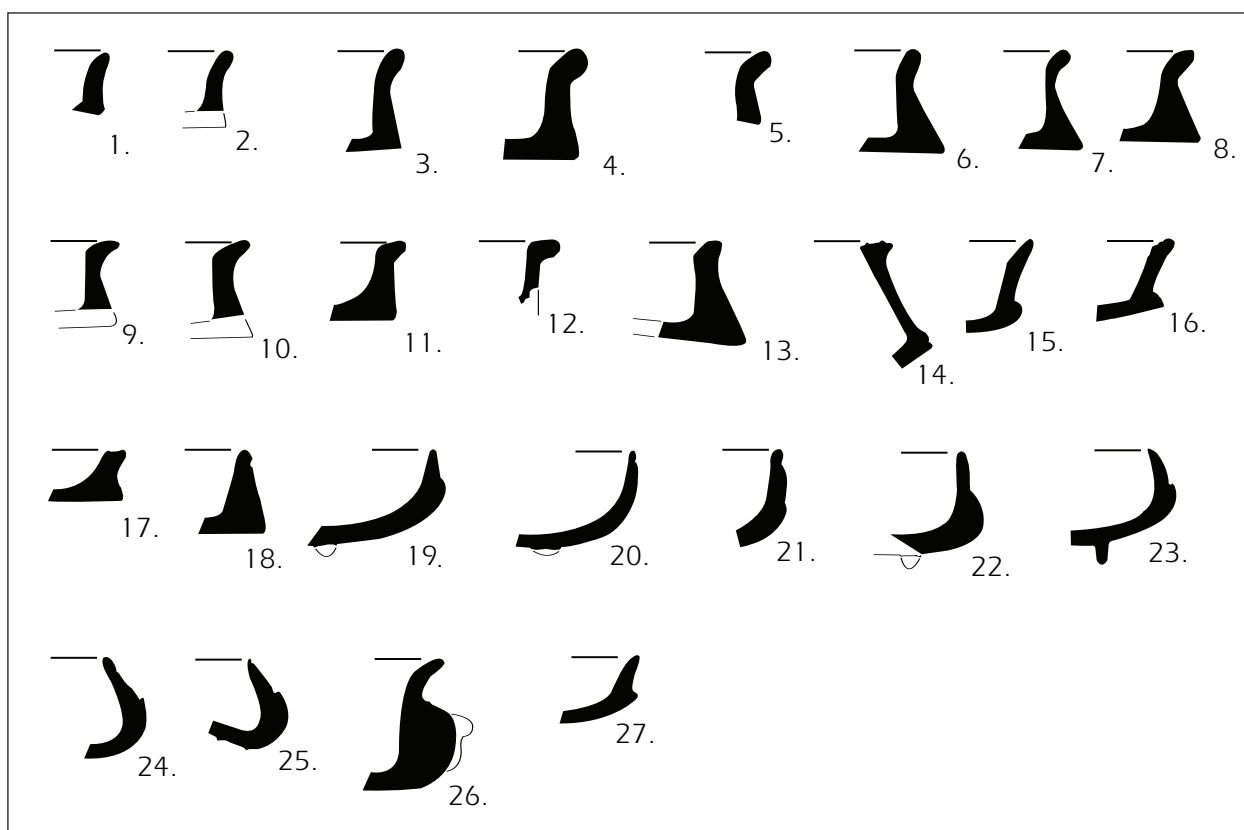 1. 2. 3. 4. 5. 6. 7. 8.
9. 10. 11. 12. 13. 14. 15. 16.
17. 18. 19. 20. 21. 22. 23.
24. 25. 26. 27.